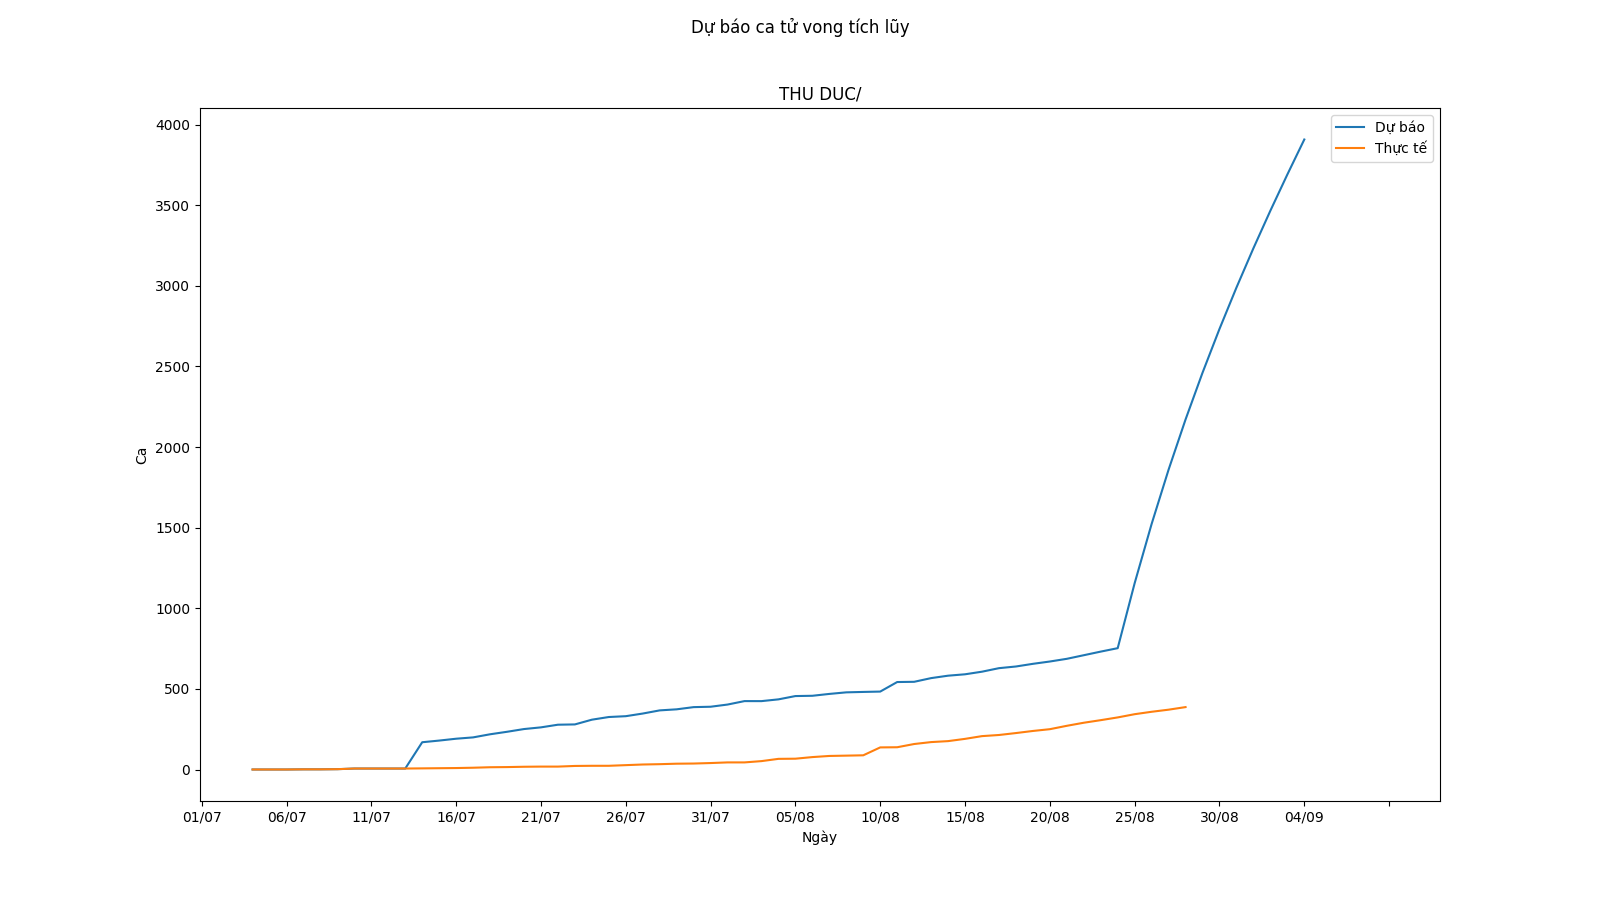 Dự báo ca tử vong tích lũy
THU DUC/
Dự báo
Thực tế
Ca
4000
3500
3000
2500
2000
1500
1000
500
0
01/07 06/07 11/07 16/07 21/07 26/07 31/07 05/08 10/08 15/08 20/08 25/08 30/08 04/09
Ngày